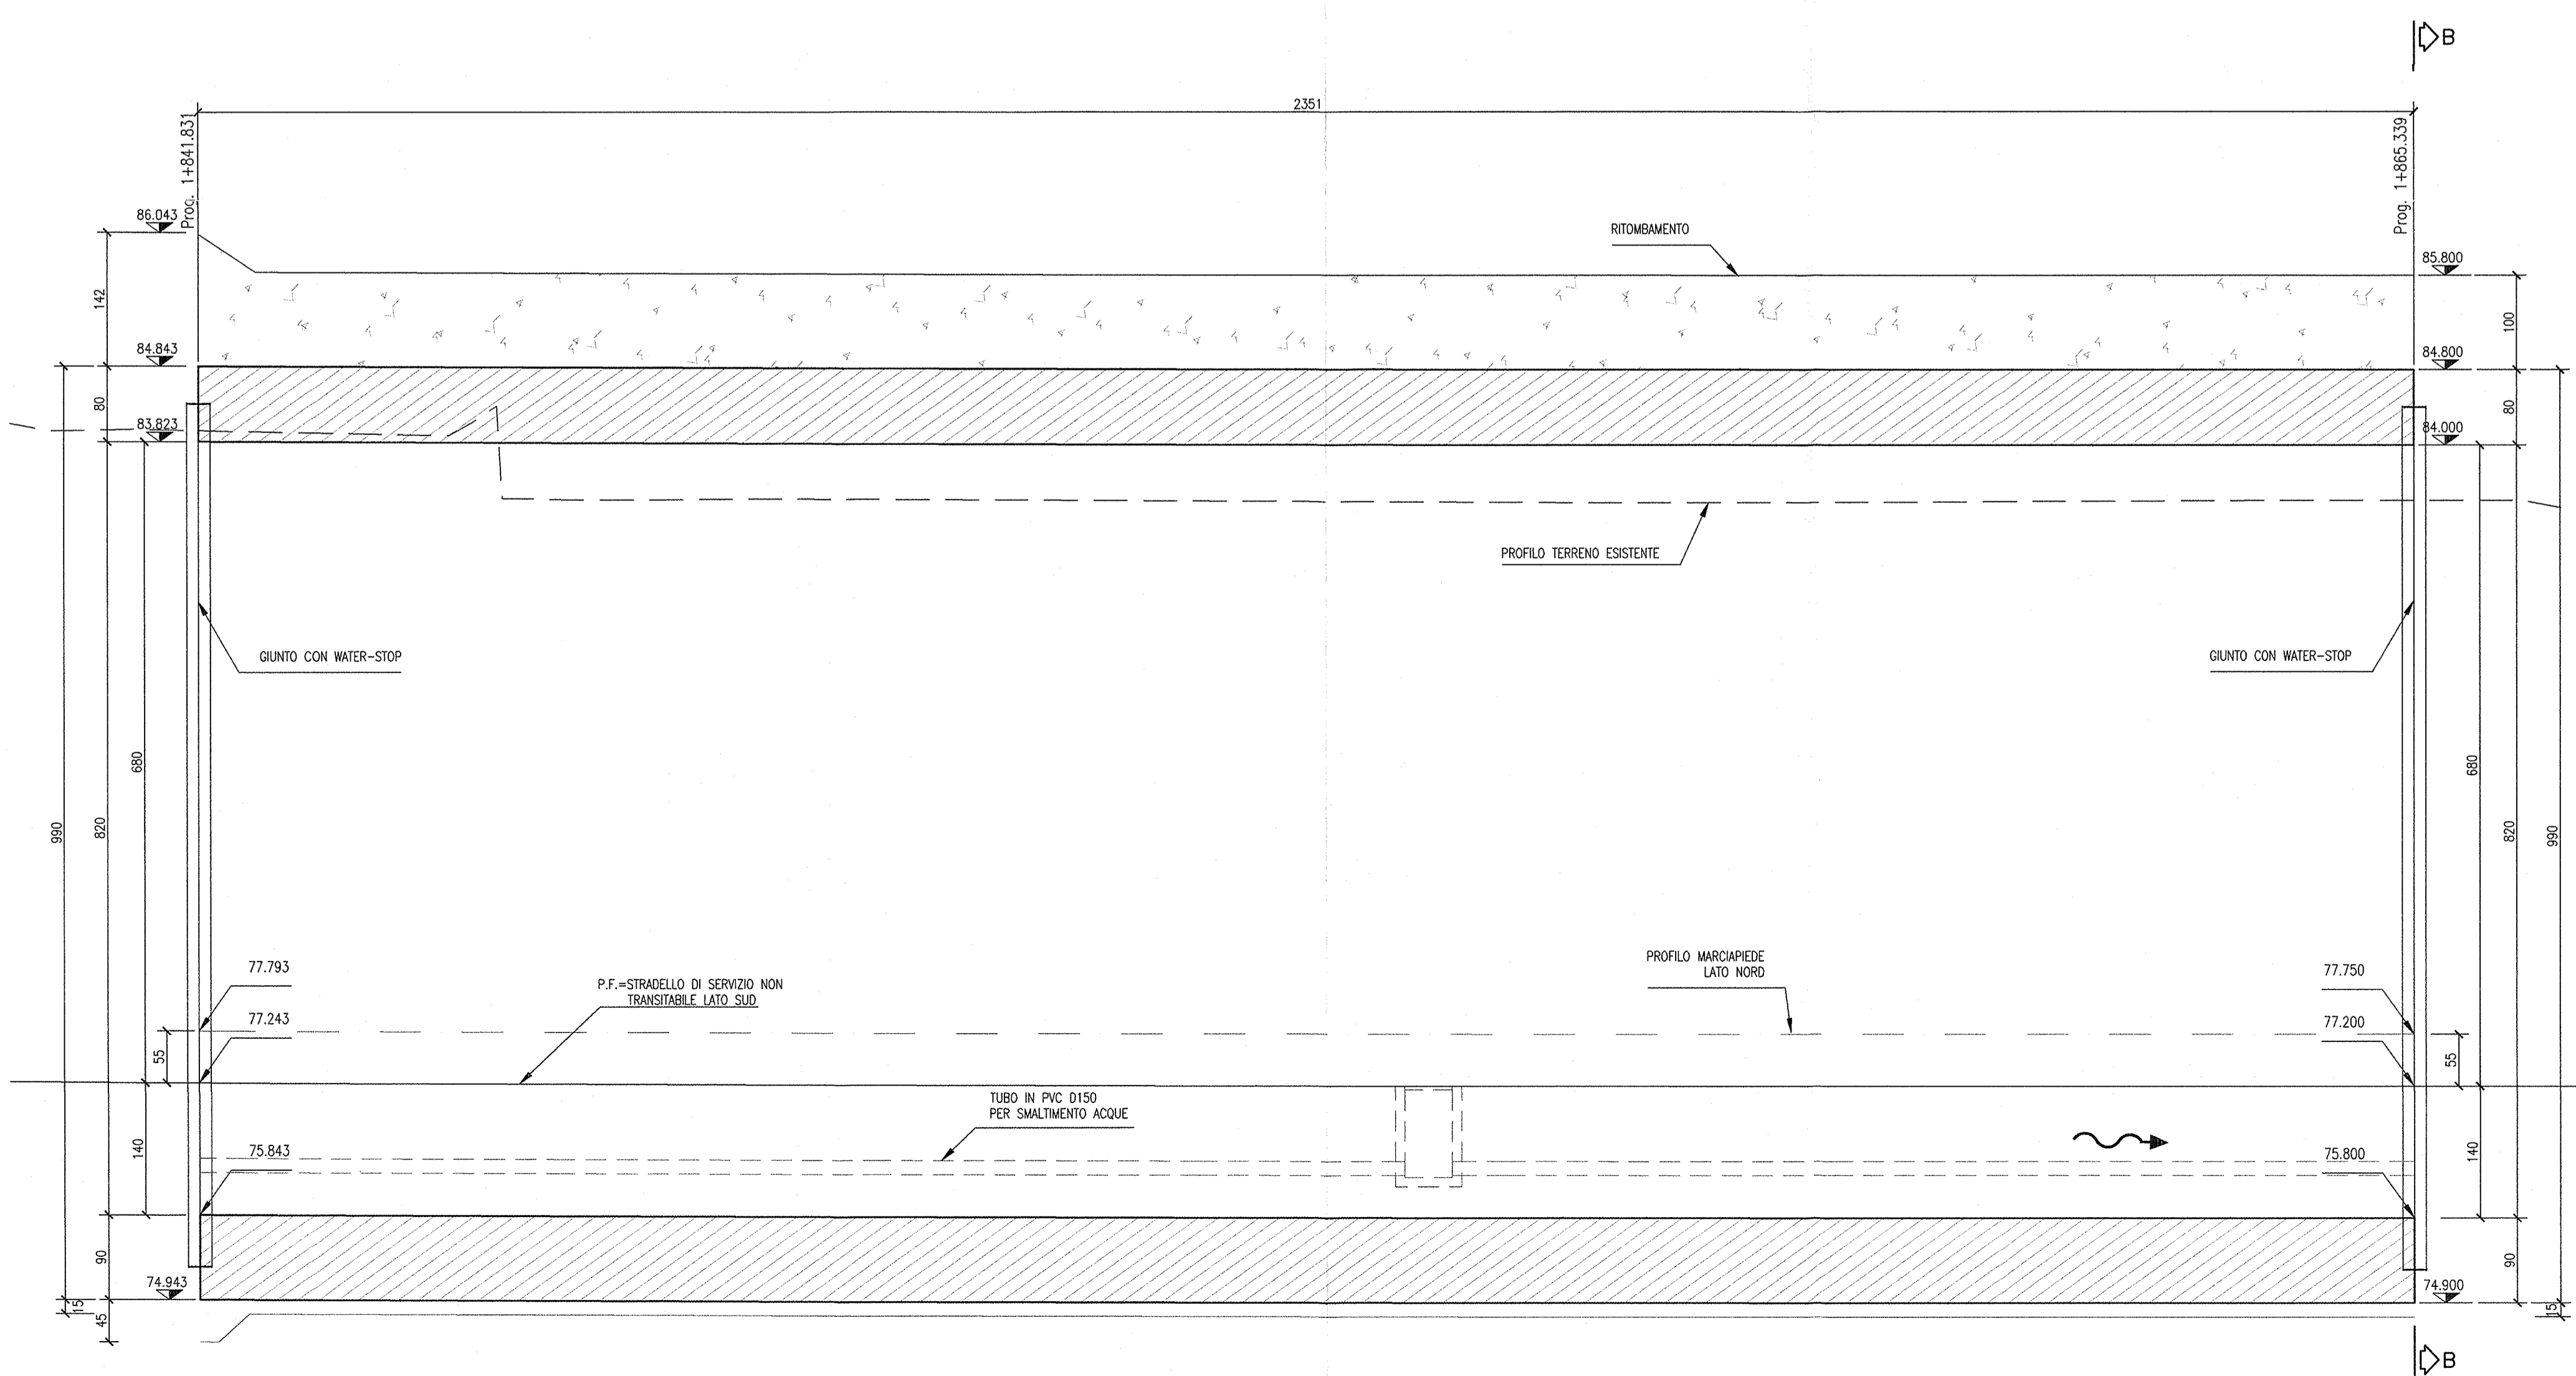 B
2351
Prog. 1+841.831
Prog. 1+865.339
86.043
RITOMBAMENTO
85.800
142
100
84.843
84.800
80
80
83.823
84.000
PROFILO TERRENO ESISTENTE
GIUNTO CON WATER-STOP
GIUNTO CON WATER-STOP
680
680
990
820
820
990
77.793
P.F.=STRADELLO DI SERVIZIO NON
TRANSITABILE LATO SUD
PROFILO MARCIAPIEDE
LATO NORD
77.750
77.243
77.200
55
55
TUBO IN PVC D150
PER SMALTIMENTO ACQUE
140
75.843
75.800
140
90
90
74.943
74.900
15
15
45
B